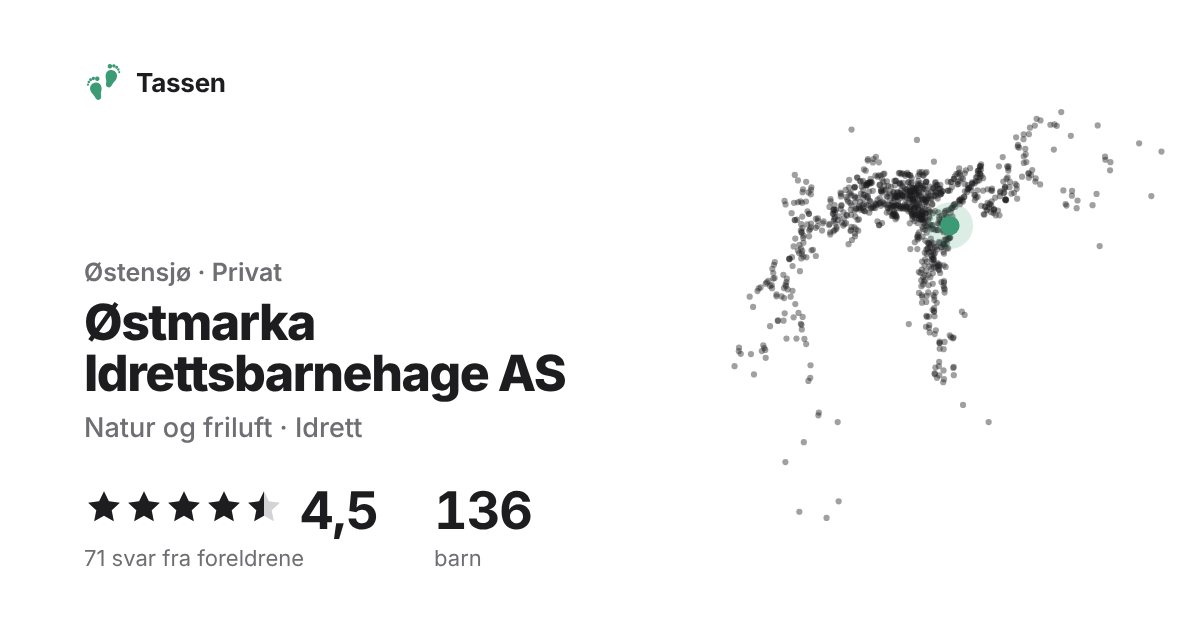 Tassen
Østensjø · Privat
Østmarka
Idrettsbarnehage AS
Natur og friluft · Idrett
4,5
136
71 svar fra foreldrene
barn